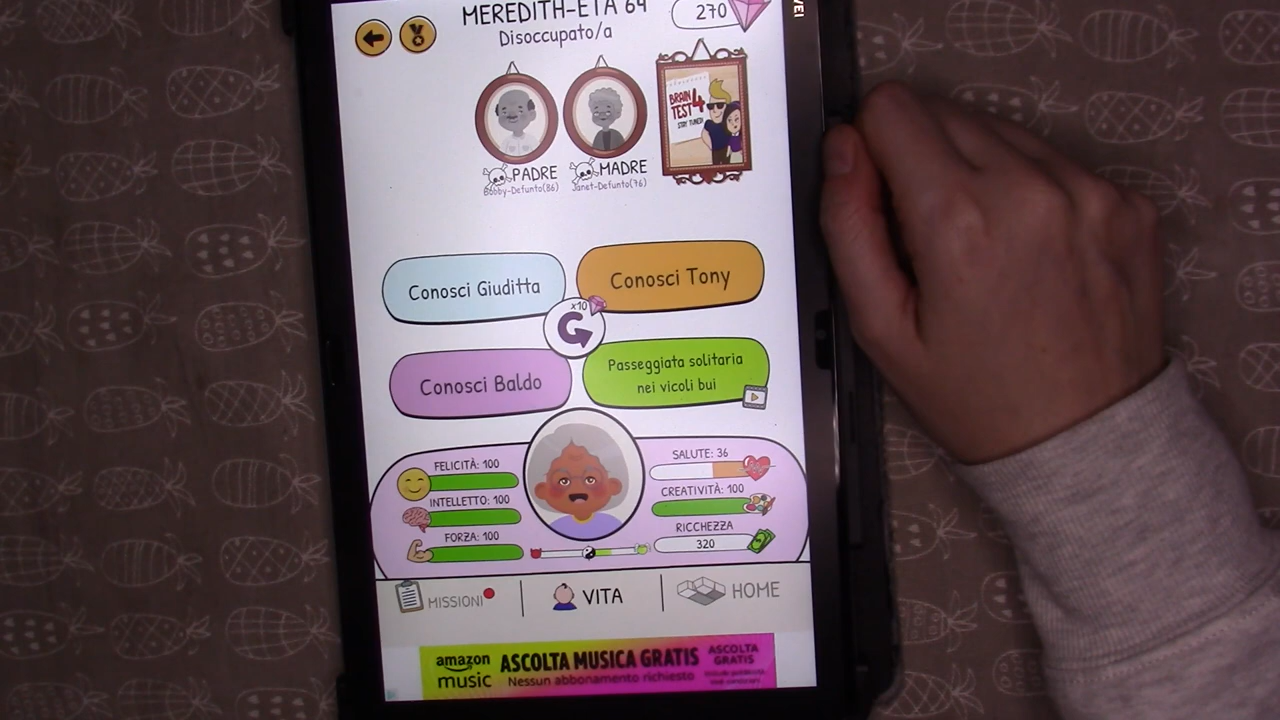 MEREDITH-ETÀ 64
270
Disoccupato/a
BRAIN
TEST 4
STAY TUNED!
PADRE
MADRE
Bobby-Defunto(86)
Janet-Defunto(76)
Conosci Giuditta
Conosci Tony
x10
Conosci Baldo
Passeggiata solitaria
nei vicoli bui
FELICITÀ: 100
SALUTE: 36
INTELLETTO: 100
CREATIVITÀ: 100
FORZA: 100
RICCHEZZA
320
MISSIONI
VITA
HOME
amazon
music
ASCOLTA MUSICA GRATIS
Nessun abbonamento richiesto
ASCOLTA
GRATIS